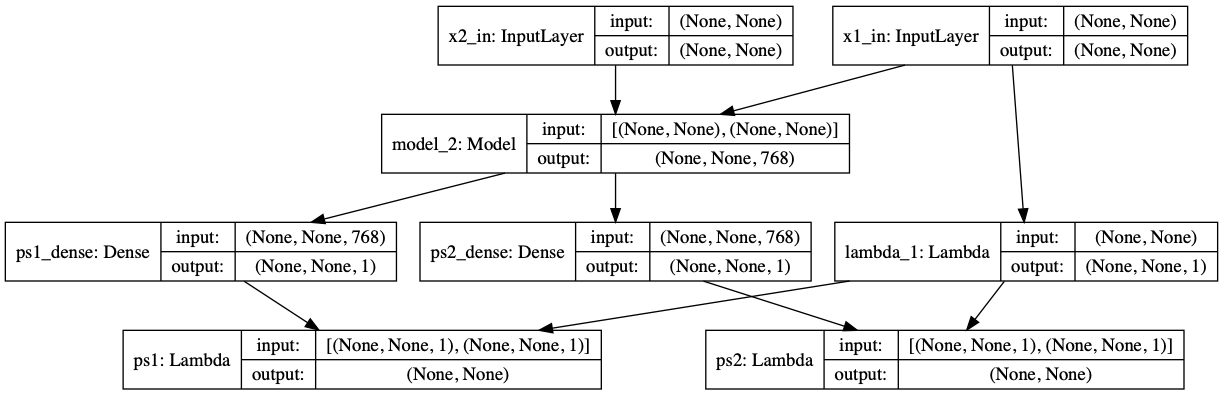 x2_in: InputLayer input: (None, None) output: (None, None)
x1_in: InputLayer input: (None, None) output: (None, None)
model_2: Model input: [(None, None), (None, None)] output: (None, None, 768)
ps1_dense: Dense input: (None, None, 768) output: (None, None, 1)
ps2_dense: Dense input: (None, None, 768) output: (None, None, 1)
lambda_1: Lambda input: (None, None) output: (None, None, 1)
ps1: Lambda input: [(None, None, 1), (None, None, 1)] output: (None, None)
ps2: Lambda input: [(None, None, 1), (None, None, 1)] output: (None, None)